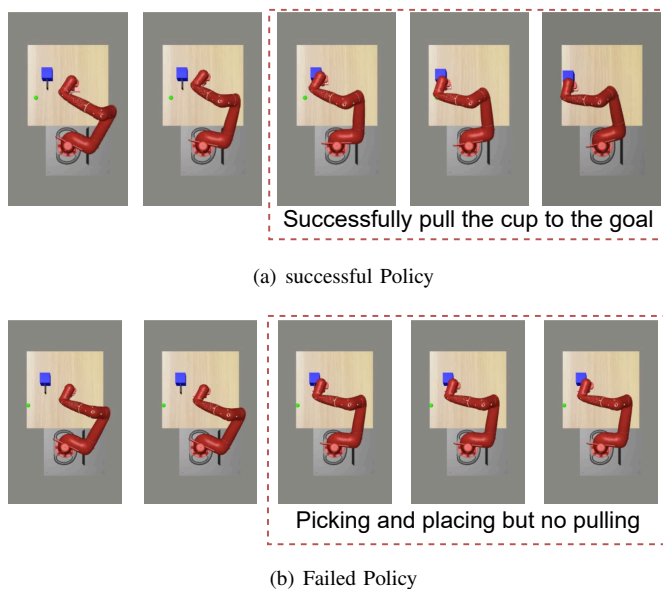 Successfully pull the cup to the goal
(a) successful Policy
Picking and placing but no pulling
(b) Failed Policy